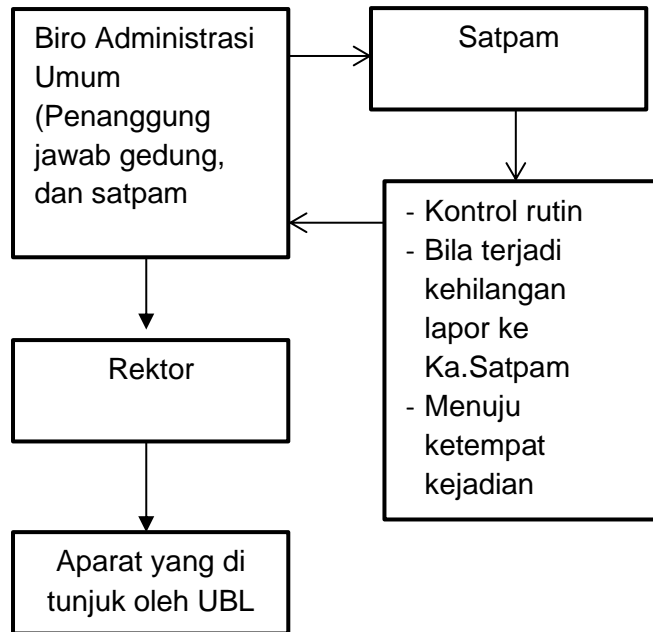 Biro Administrasi
Umum
(Penanggung
jawab gedung,
dan satpam
Satpam
- Kontrol rutin
- Bila terjadi
kehilangan
lapor ke
Ka.Satpam
- Menuju
ketempat
kejadian
Rektor
Aparat yang di
tunjuk oleh UBL